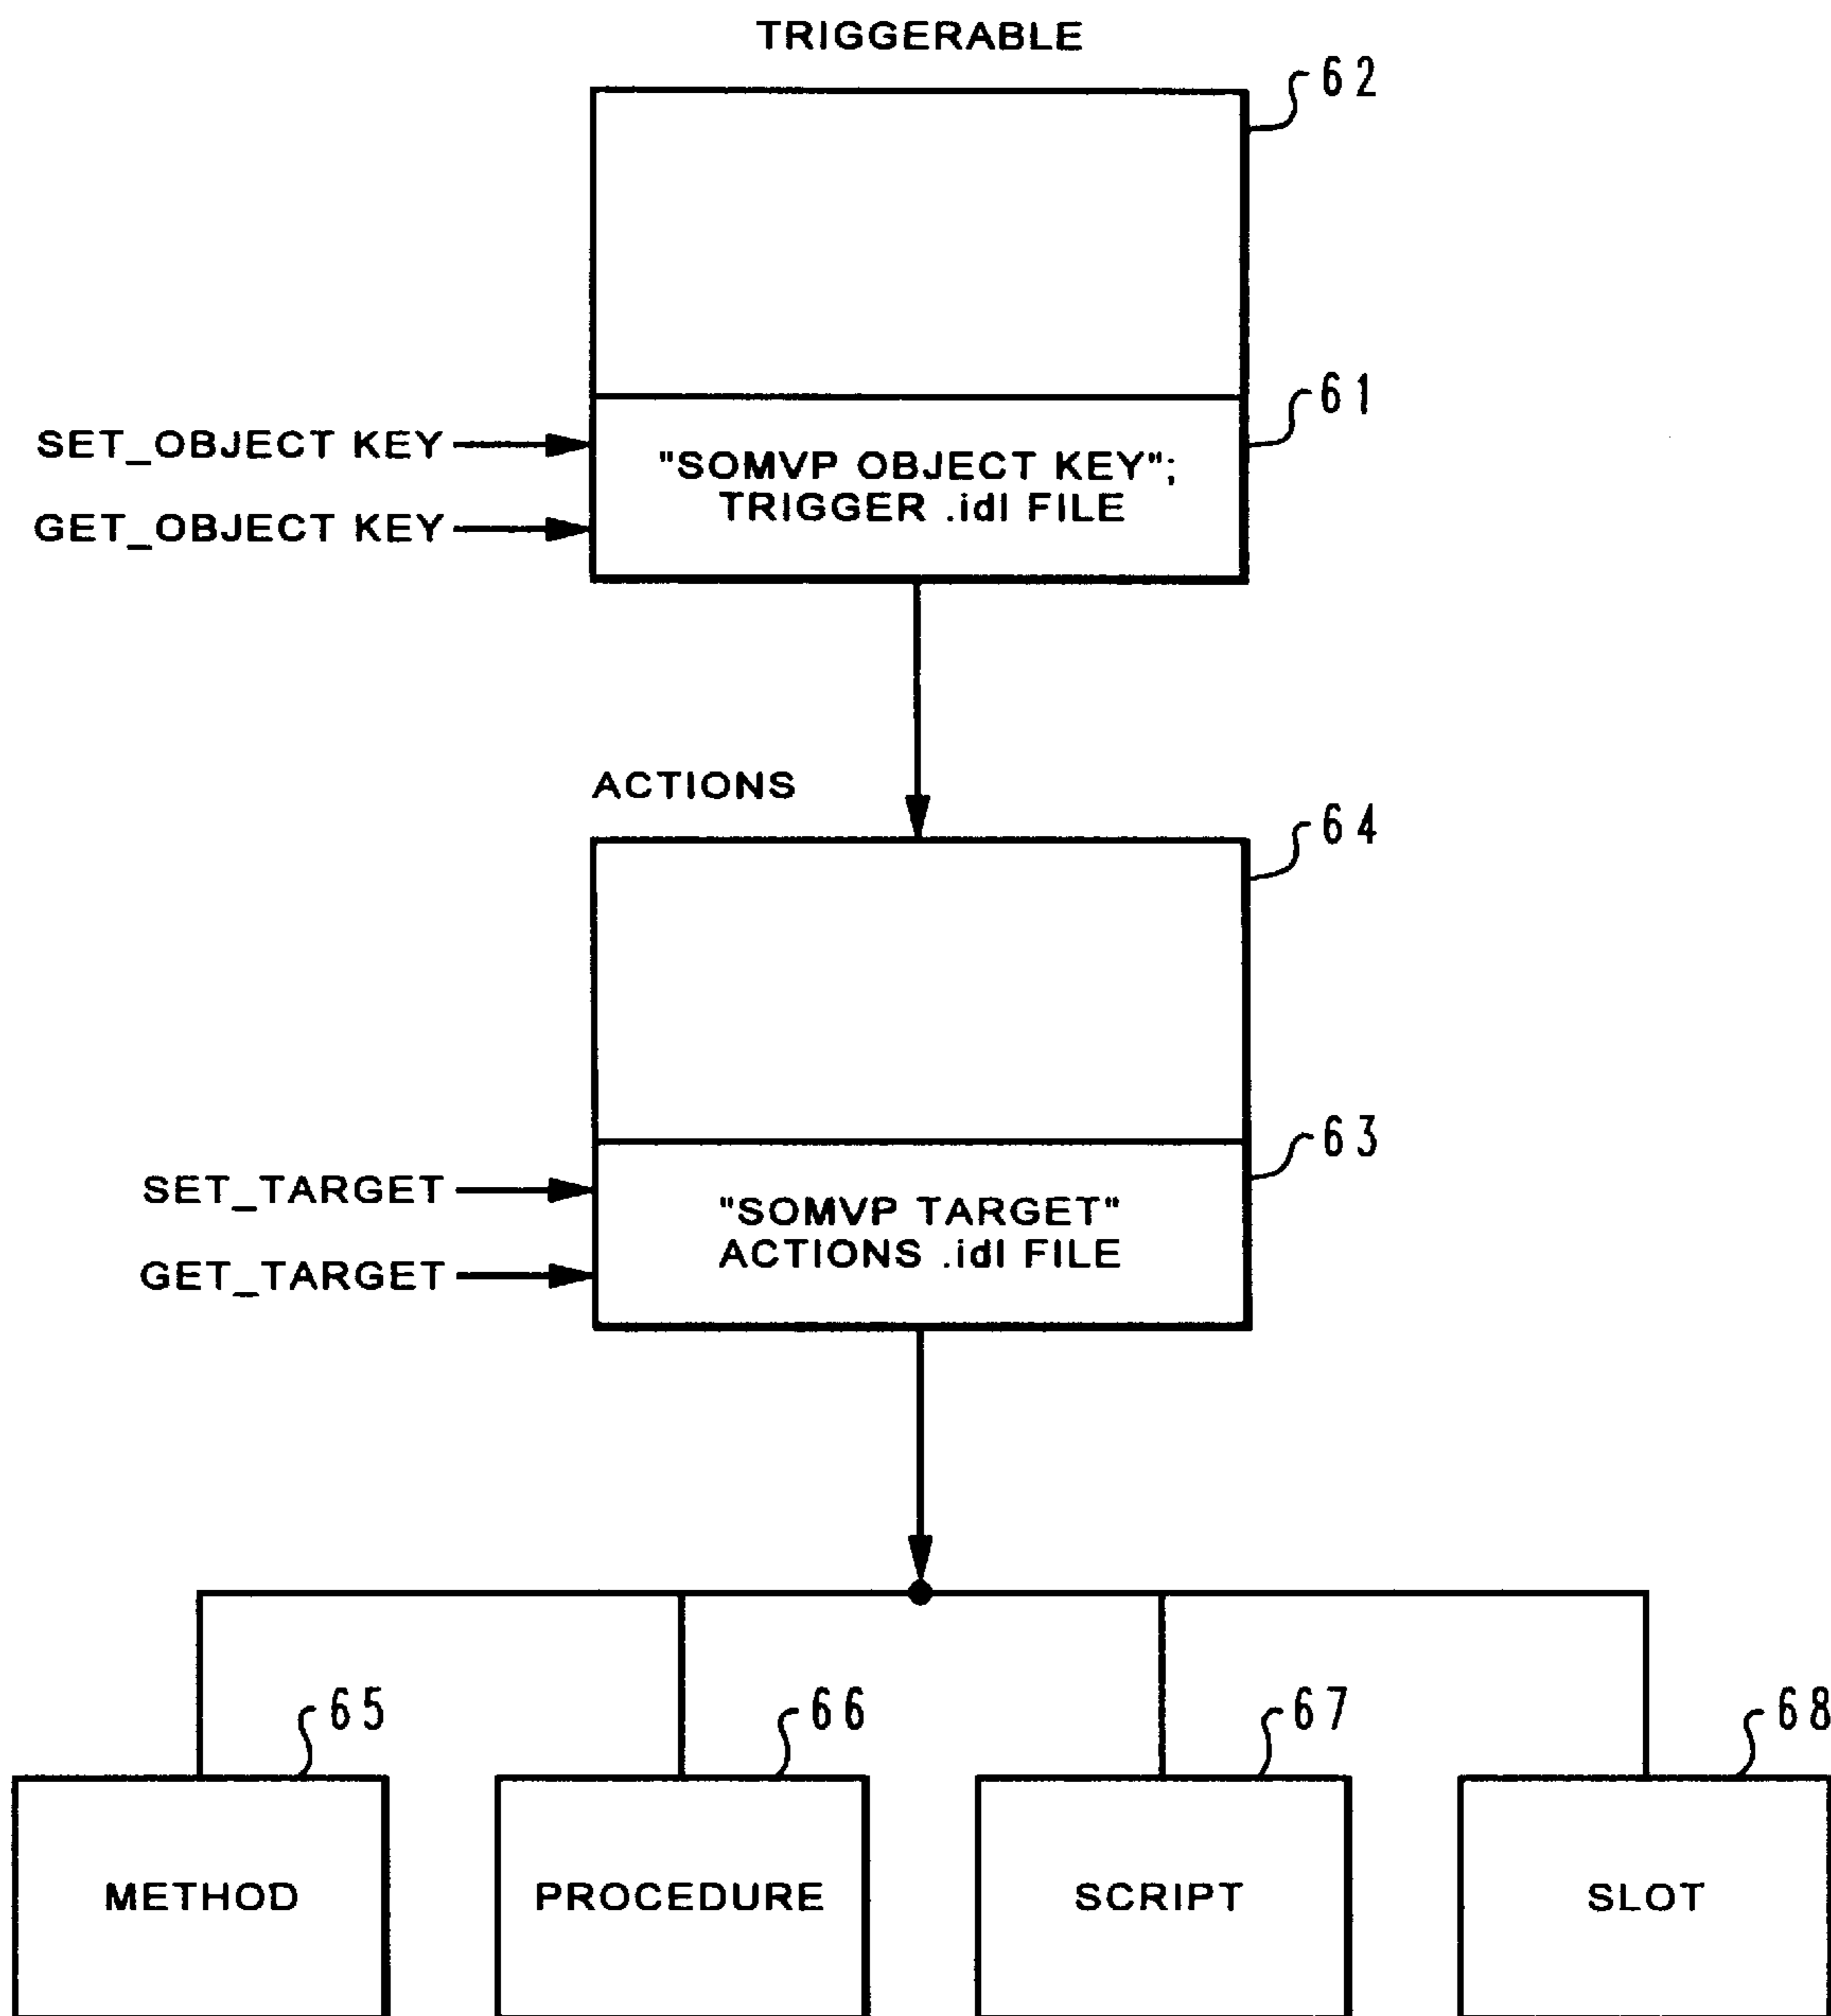 TRIGGERABLE
62
61
SET_OBJECT KEY
GET_OBJECT KEY
"SOMVP OBJECT KEY";
TRIGGER .idl FILE
ACTIONS
64
63
SET_TARGET
GET_TARGET
"SOMVP TARGET"
ACTIONS .idl FILE
65
66
67
68
METHOD
PROCEDURE
SCRIPT
SLOT